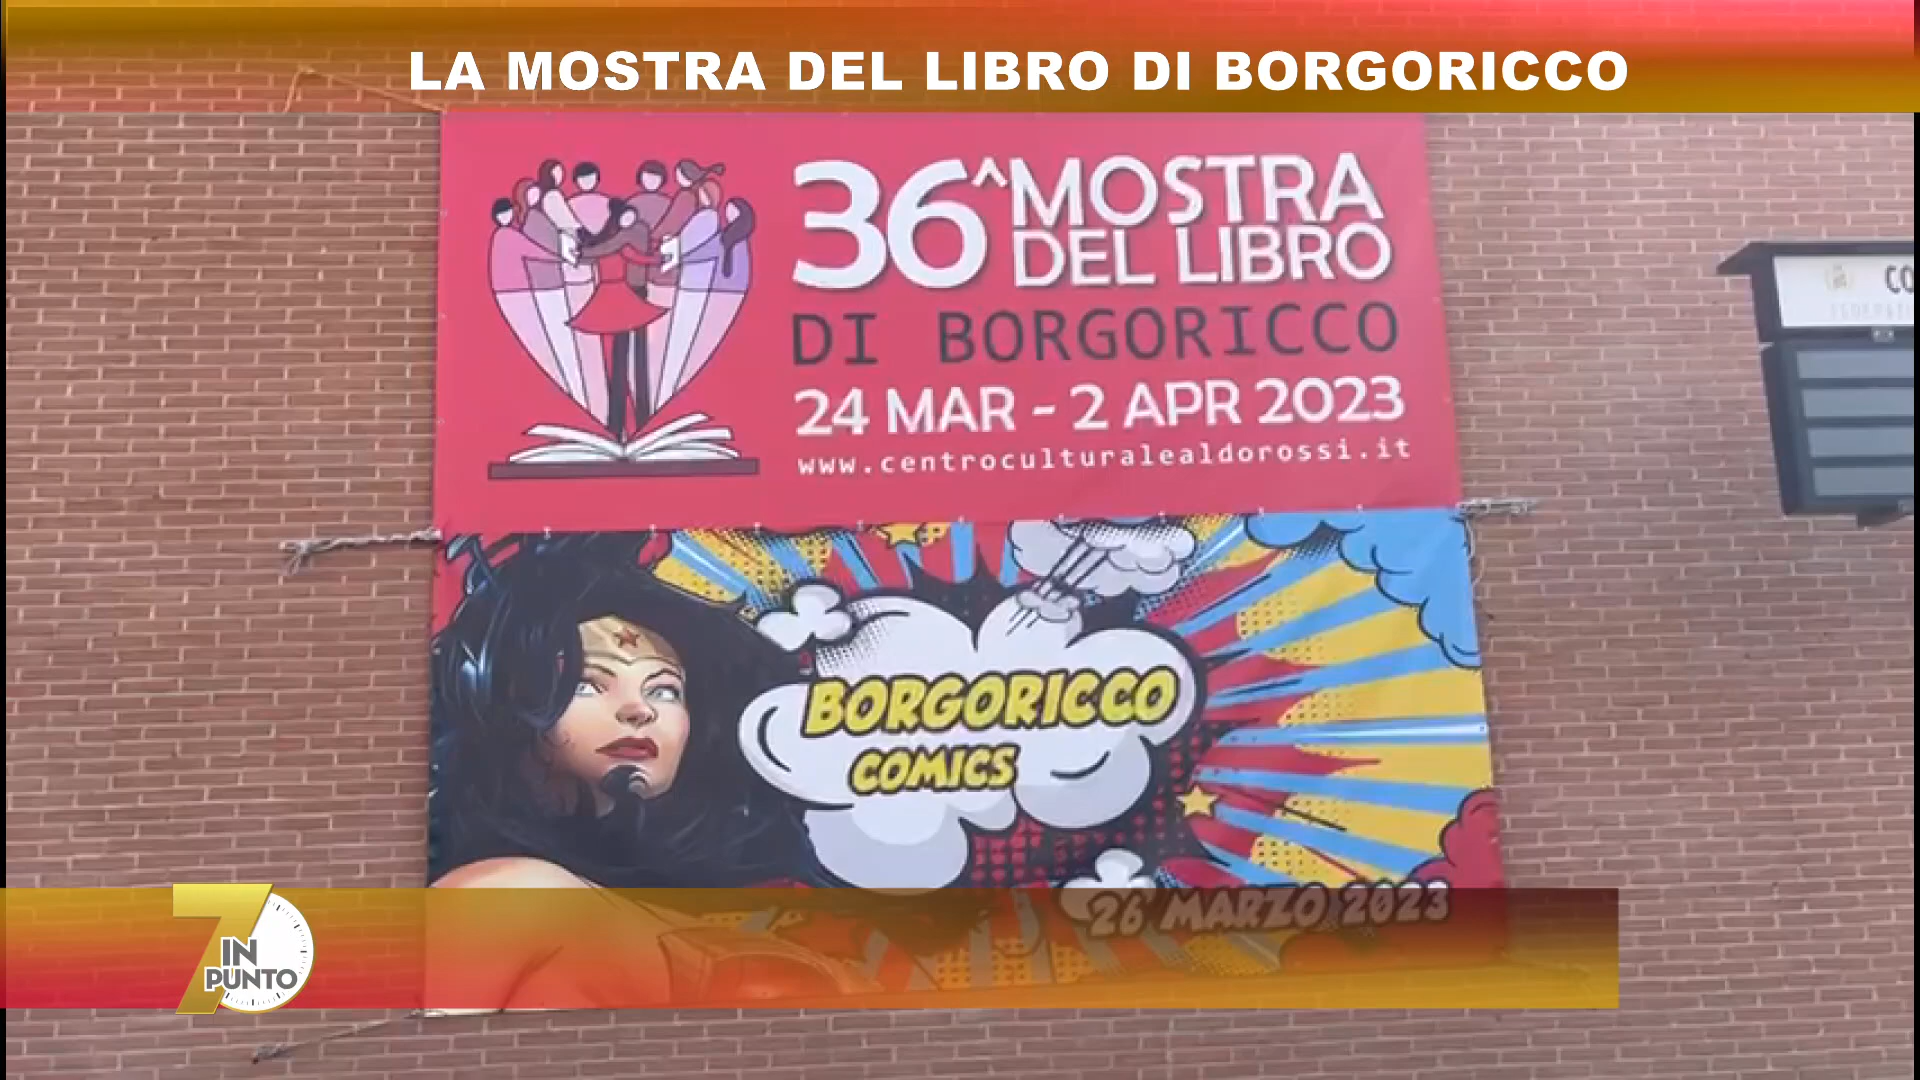 LA MOSTRA DEL LIBRO DI BORGORICCO
36^ MOSTRA
DEL LIBRO
DI BORGORICCO
24 MAR - 2 APR 2023
www.centroculturalealdorossi.it
CO
BORGORICCO
COMICS
26 MARZO 2023
7 IN
PUNTO